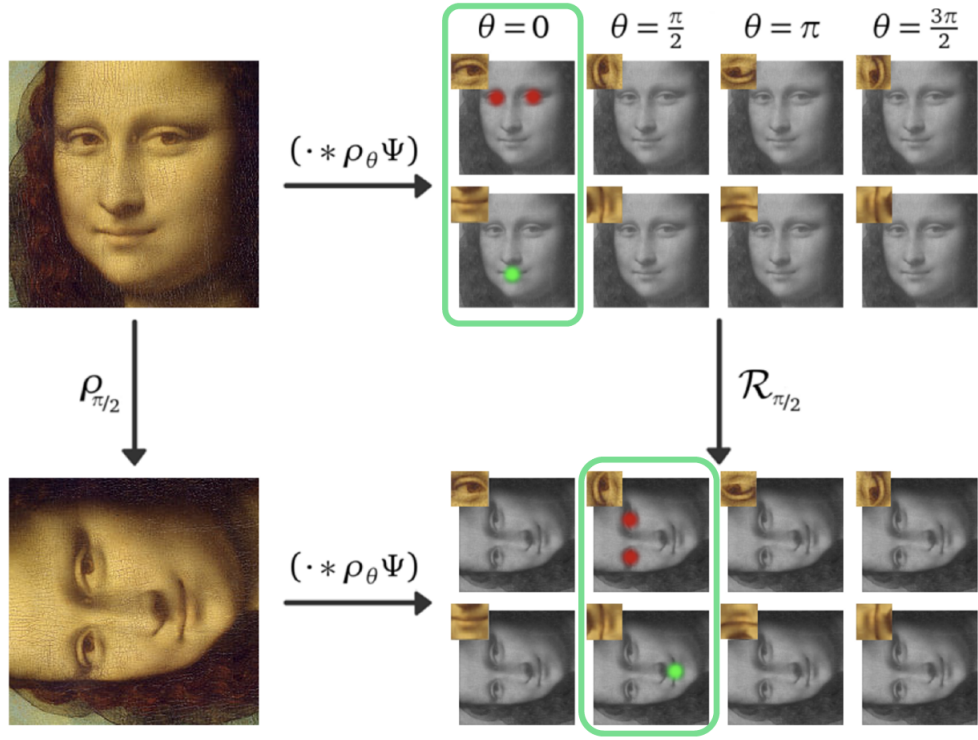 θ = 0
θ = π/2
θ = π
θ = 3π/2
(· ∗ ρ_θ Ψ)
ρ_π/2
ℛ_π/2
(· ∗ ρ_θ Ψ)